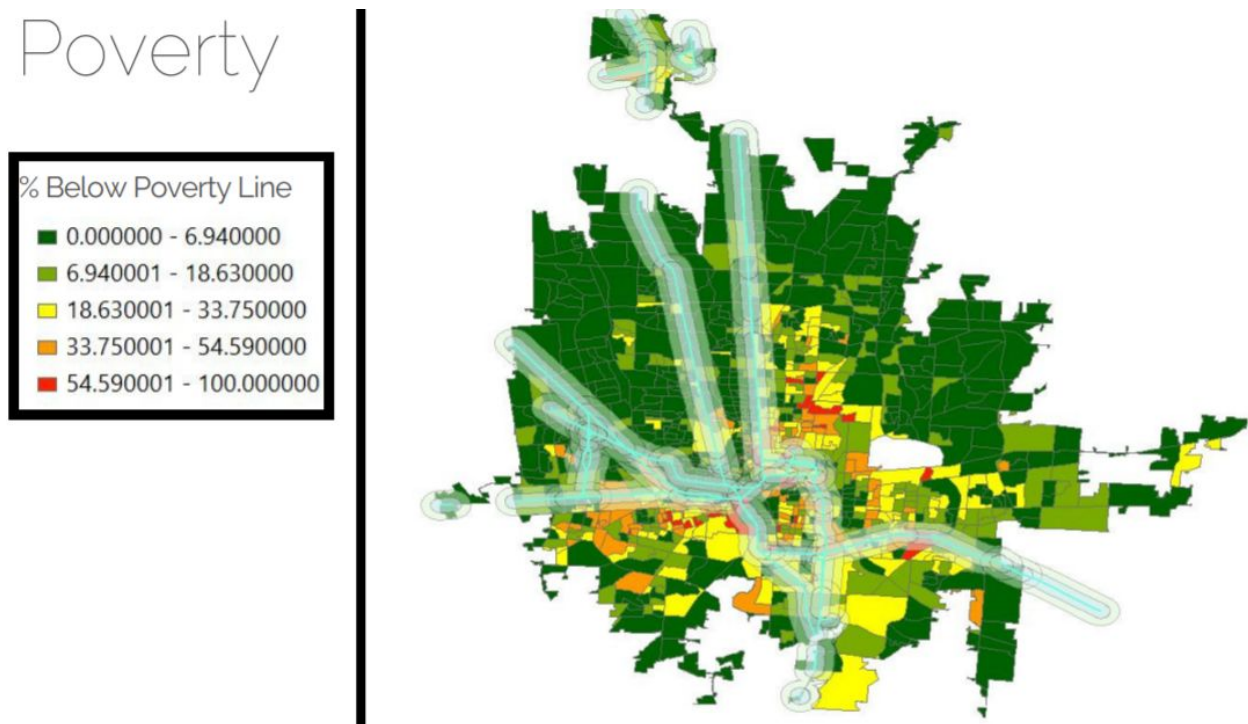 Poverty
% Below Poverty Line
0.000000 - 6.940000
6.940001 - 18.630000
18.630001 - 33.750000
33.750001 - 54.590000
54.590001 - 100.000000